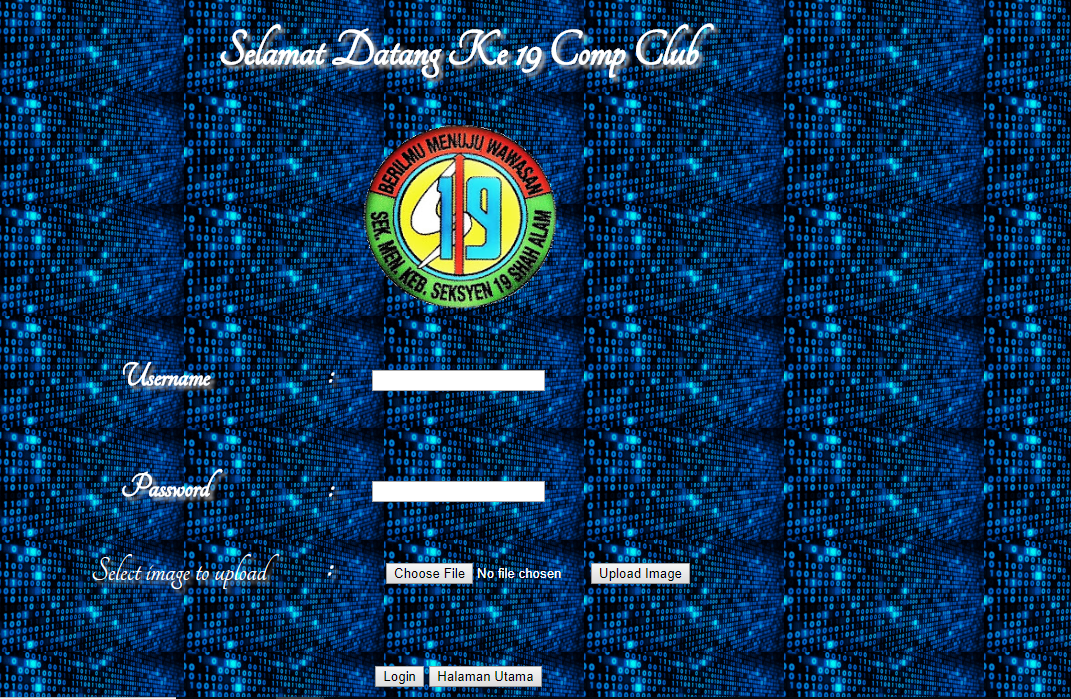 Selamat Datang Ke 19 Comp Club
BERILMU MENUJU WAWASAN
19
SEK. MEN. KEB. SEKSYEN 19 SHAH ALAM
Username :
Password :
Select image to upload : Choose File No file chosen Upload Image
Login Halaman Utama